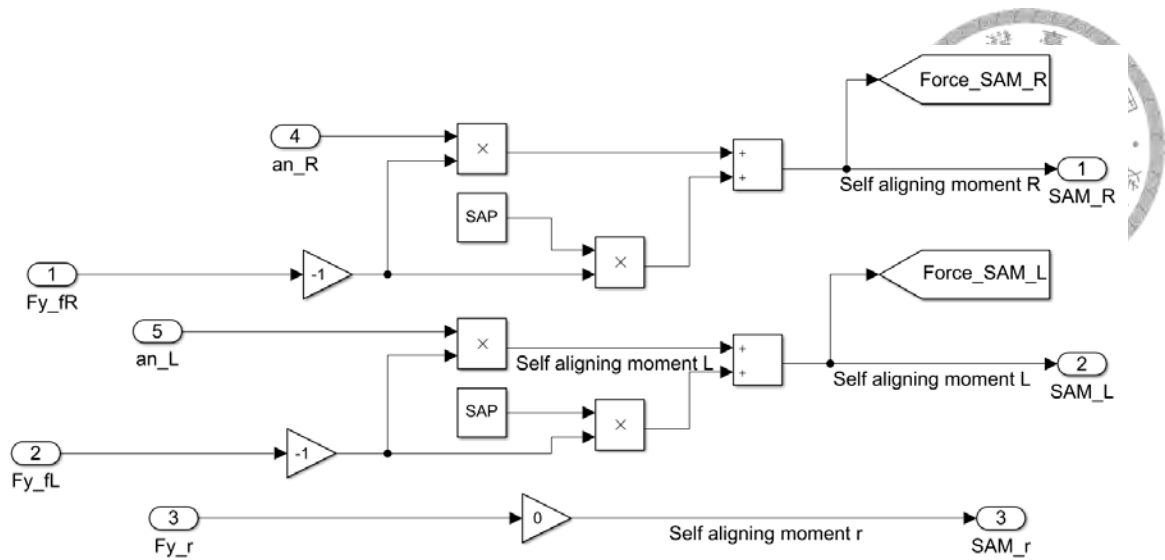 Force_SAM_R
4
an_R
×
+
+
Self aligning moment R
1
SAM_R
SAP
×
1
Fy_fR
-1
Force_SAM_L
5
an_L
×
Self aligning moment L
+
+
Self aligning moment L
2
SAM_L
SAP
×
2
Fy_fL
-1
3
Fy_r
0
Self aligning moment r
3
SAM_r